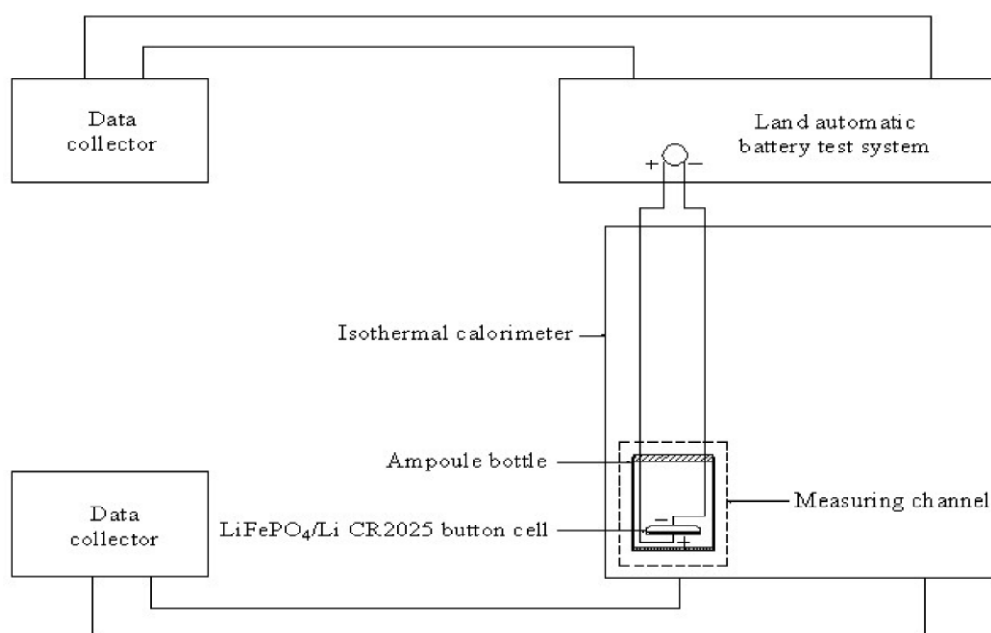 Data
collector
Land automatic
battery test system
+ −
Isothermal calorimeter
Ampoule bottle
Measuring channel
−
LiFePO₄/Li CR2025 button cell
+
Data
collector